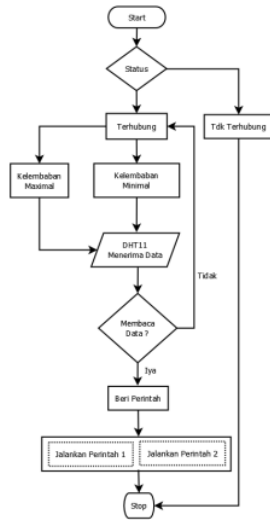 Start
Status
Terhubung
Tdk Terhubung
Kelembaban
Maximal
Kelembaban
Minimal
DHT11
Menerima Data
Tidak
Membaca
Data ?
Iya
Beri Perintah
Jalankan Perintah 1
Jalankan Perintah 2
Stop